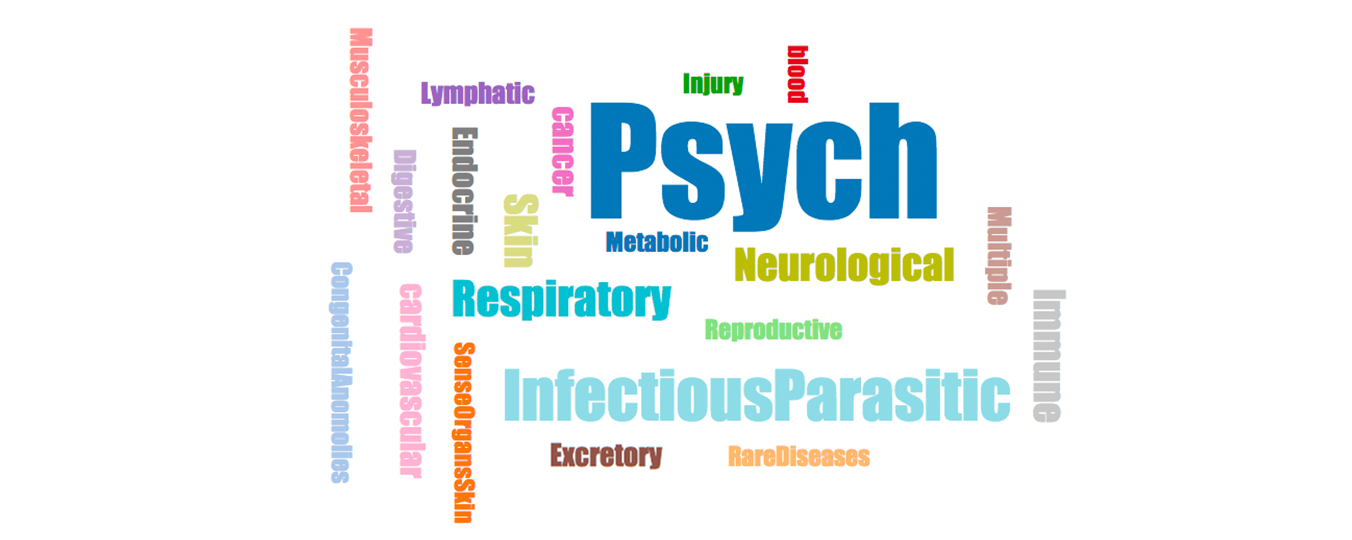 Musculoskeletal
Lymphatic
Injury
blood
cancer
Psych
Endocrine
Digestive
Skin
Metabolic
Neurological
Multiple
CongenitalAnomolies
cardiovascular
Respiratory
Reproductive
Immune
SenseOrgansSkin
InfectiousParasitic
Excretory
RareDiseases